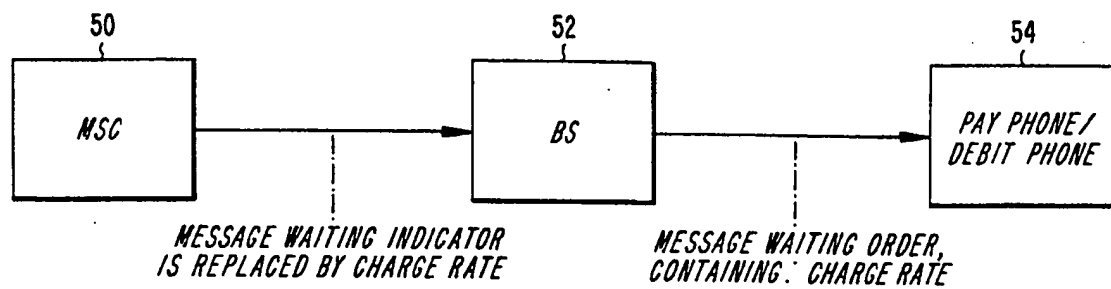 50
52
54
MSC
BS
PAY PHONE/
DEBIT PHONE
MESSAGE WAITING INDICATOR
IS REPLACED BY CHARGE RATE
MESSAGE WAITING ORDER,
CONTAINING: CHARGE RATE